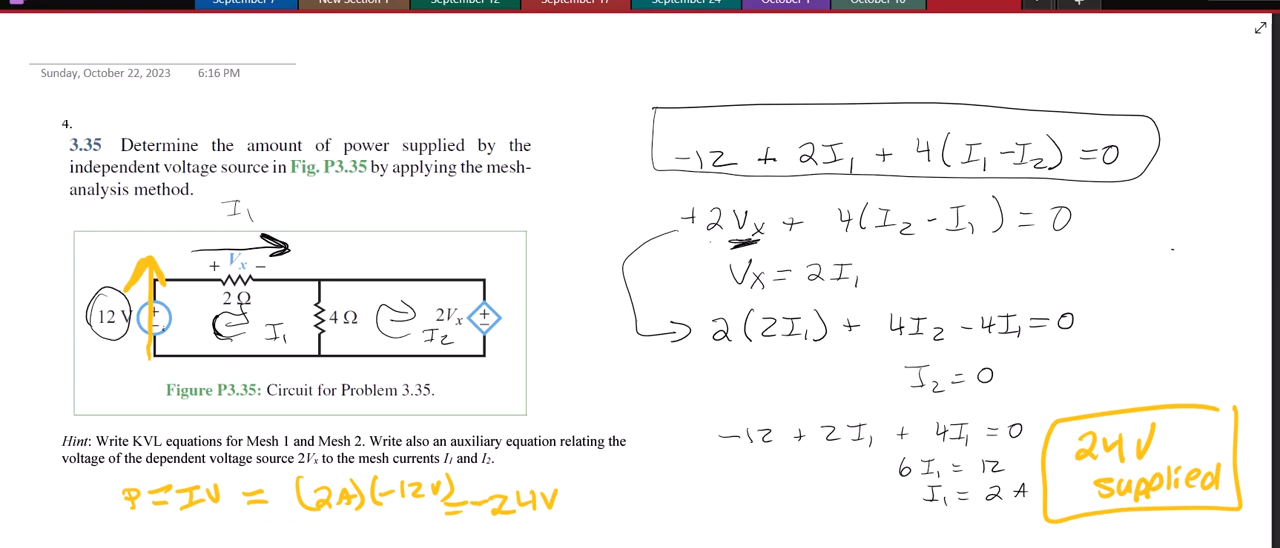 September 7
New Section 1
September 12
September 17
September 24
October 1
October 16
Sunday, October 22, 2023 6:16 PM
4.
3.35 Determine the amount of power supplied by the
independent voltage source in Fig. P3.35 by applying the mesh-
analysis method.
I₁
+ Vₓ −
2 Ω
12 V
+
−
I₁
4 Ω
2Vₓ
I₂
+
−
Figure P3.35: Circuit for Problem 3.35.
Hint: Write KVL equations for Mesh 1 and Mesh 2. Write also an auxiliary equation relating the
voltage of the dependent voltage source 2Vₓ to the mesh currents I₁ and I₂.
P = IV = (2A)(-12V) = -24V
-12 + 2I₁ + 4(I₁ - I₂) = 0
+2Vₓ + 4(I₂ - I₁) = 0
Vₓ = 2I₁
2(2I₁) + 4I₂ - 4I₁ = 0
I₂ = 0
-12 + 2I₁ + 4I₁ = 0
6I₁ = 12
I₁ = 2 A
24V
supplied